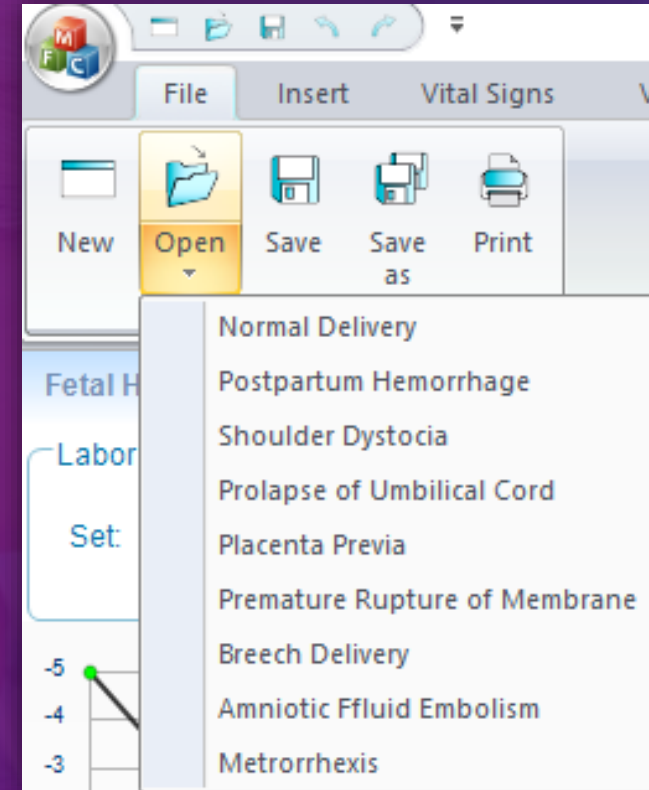 M
F C
File Insert Vital Signs V
New Open Save Save as Print
Normal Delivery
Fetal H
Postpartum Hemorrhage
Labor
Shoulder Dystocia
Prolapse of Umbilical Cord
Set:
Placenta Previa
Premature Rupture of Membrane
-5
Breech Delivery
-4
Amniotic Ffluid Embolism
-3
Metrorrhexis